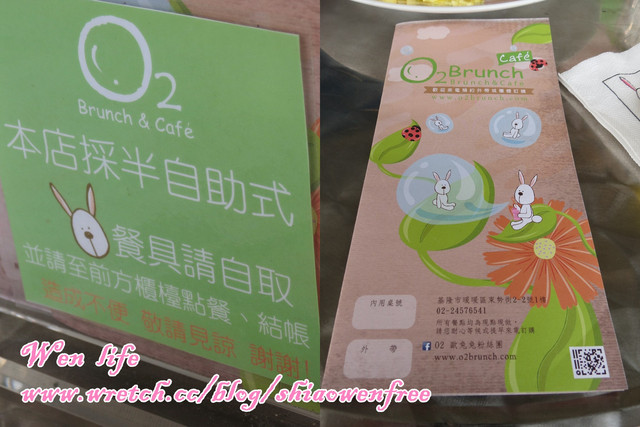 O2
Brunch & Café
本店採半自助式
餐具請自取
並請至前方櫃檯點餐、結帳
造成不便 敬請見諒 謝謝!
Café
O2 Brunch
Brunch & Café
www.o2brunch.com
內用桌號
外 帶
02-24576541
O2 歐兔兔粉絲團
www.o2brunch.com
Wen life
www.wretch.cc/blog/shiaowenfree